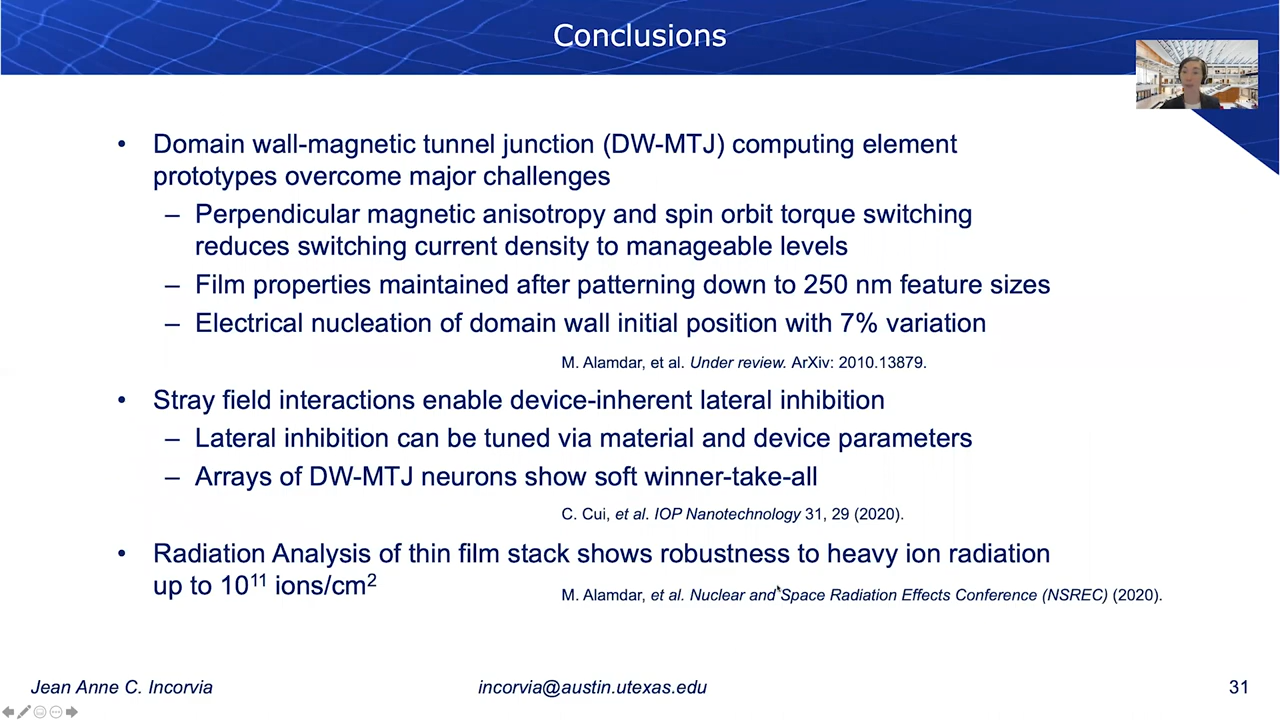 Conclusions
• Domain wall-magnetic tunnel junction (DW-MTJ) computing element
prototypes overcome major challenges
– Perpendicular magnetic anisotropy and spin orbit torque switching
reduces switching current density to manageable levels
– Film properties maintained after patterning down to 250 nm feature sizes
– Electrical nucleation of domain wall initial position with 7% variation
M. Alamdar, et al. Under review. ArXiv: 2010.13879.
• Stray field interactions enable device-inherent lateral inhibition
– Lateral inhibition can be tuned via material and device parameters
– Arrays of DW-MTJ neurons show soft winner-take-all
C. Cui, et al. IOP Nanotechnology 31, 29 (2020).
• Radiation Analysis of thin film stack shows robustness to heavy ion radiation
up to 10¹¹ ions/cm²
M. Alamdar, et al. Nuclear and Space Radiation Effects Conference (NSREC) (2020).
Jean Anne C. Incorvia
incorvia@austin.utexas.edu
31